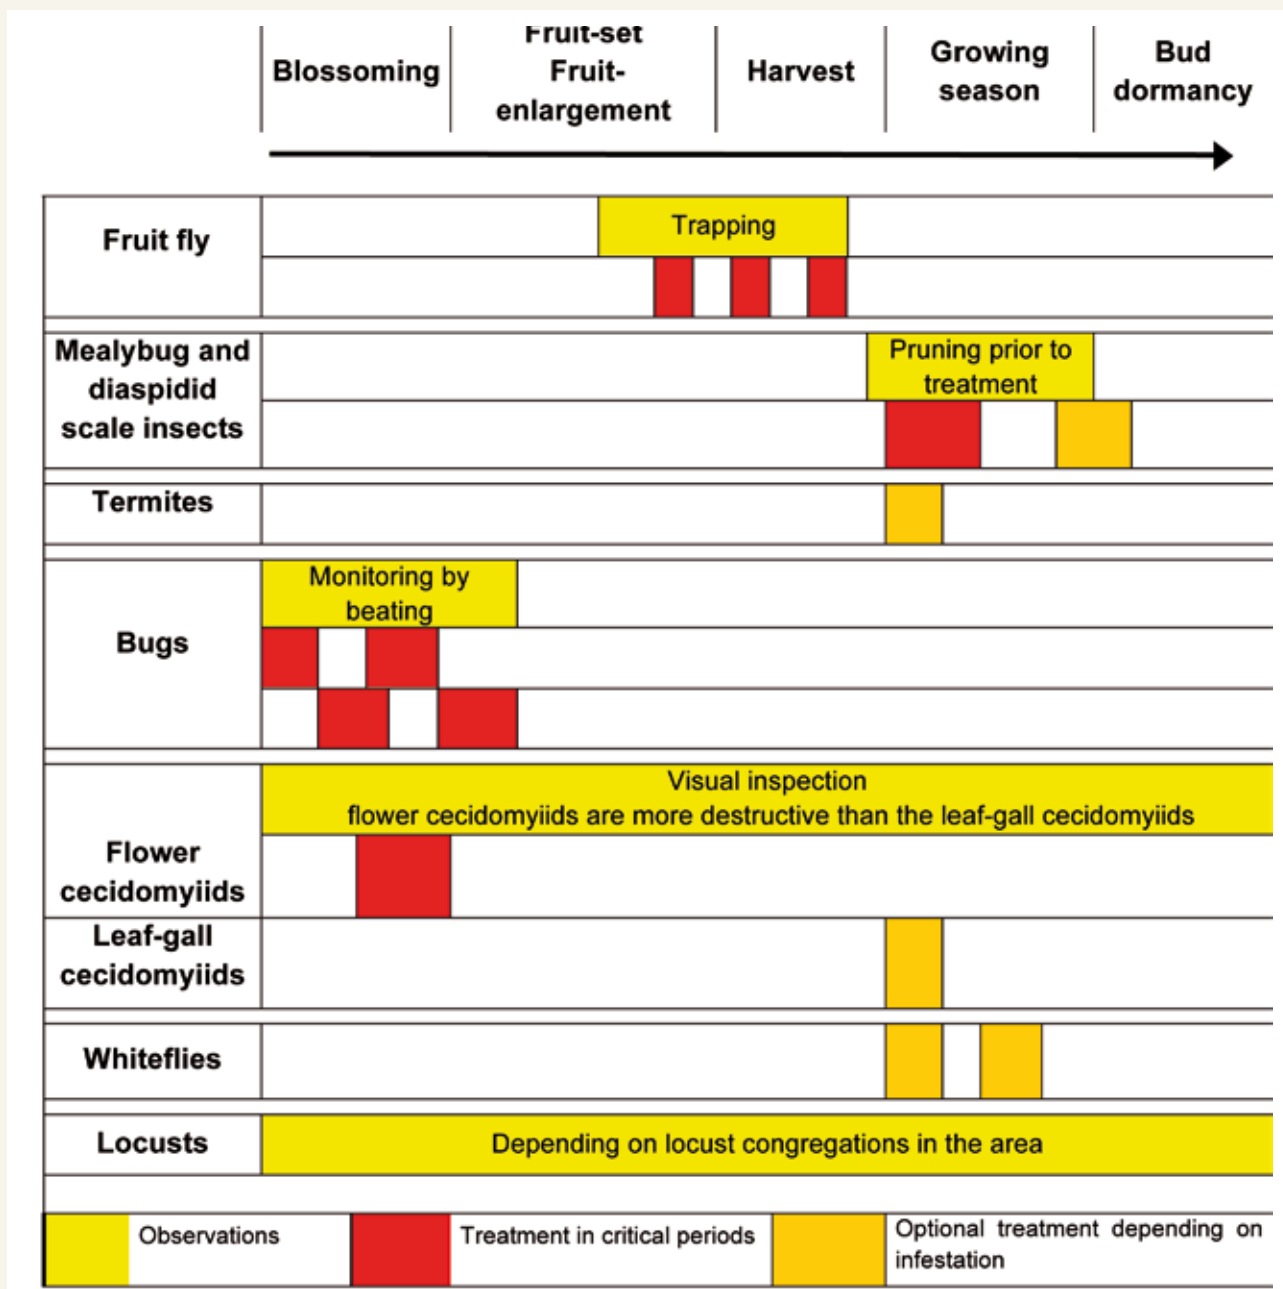 Blossoming
Fruit-set
Fruit-
enlargement
Harvest
Growing
season
Bud
dormancy
Fruit fly
Trapping
Mealybug and
diaspidid
scale insects
Pruning prior to
treatment
Termites
Bugs
Monitoring by
beating
Visual inspection
flower cecidomyiids are more destructive than the leaf-gall cecidomyiids
Flower
cecidomyiids
Leaf-gall
cecidomyiids
Whiteflies
Locusts
Depending on locust congregations in the area
Observations
Treatment in critical periods
Optional treatment depending on
infestation